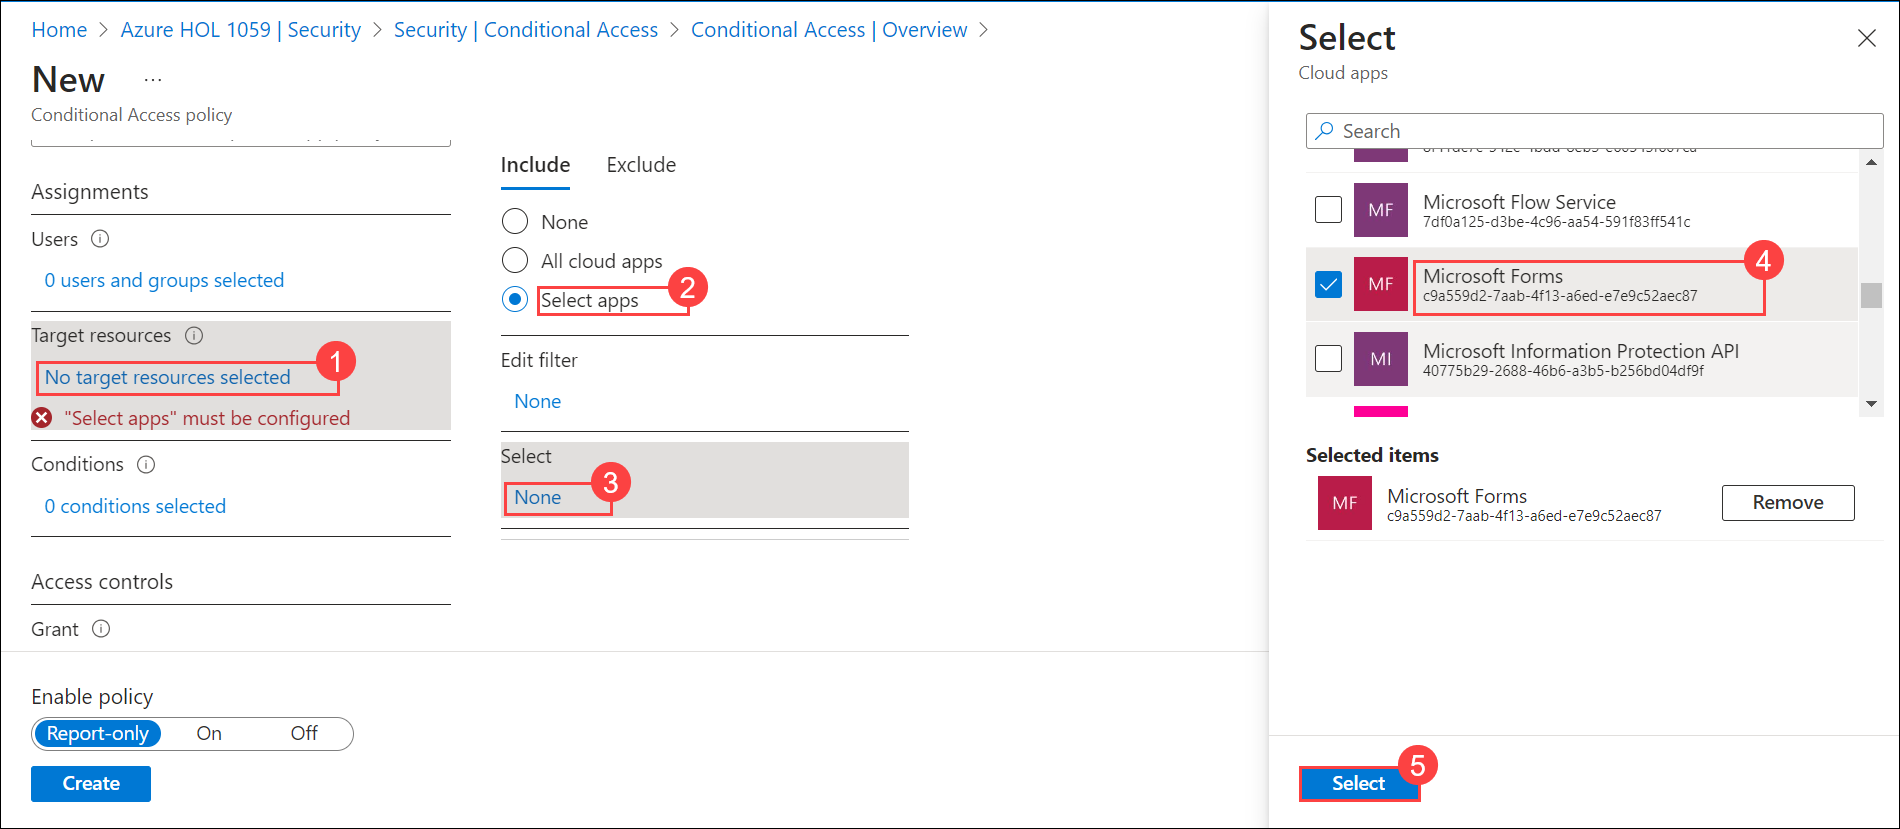 Home > Azure HOL 1059 | Security > Security | Conditional Access > Conditional Access | Overview >
New ...
Conditional Access policy
Assignments
Users
0 users and groups selected
Target resources
No target resources selected
1
"Select apps" must be configured
Conditions
0 conditions selected
Access controls
Grant
Enable policy
Report-only On Off
Create
Include Exclude
None
All cloud apps
Select apps
2
Edit filter
None
Select
None
3
Select
Cloud apps
Search
MF Microsoft Flow Service
7df0a125-d3be-4c96-aa54-591f83ff541c
MF Microsoft Forms
c9a559d2-7aab-4f13-a6ed-e7e9c52aec87
4
MI Microsoft Information Protection API
40775b29-2688-46b6-a3b5-b256bd04df9f
Selected items
MF Microsoft Forms
c9a559d2-7aab-4f13-a6ed-e7e9c52aec87
Remove
Select
5